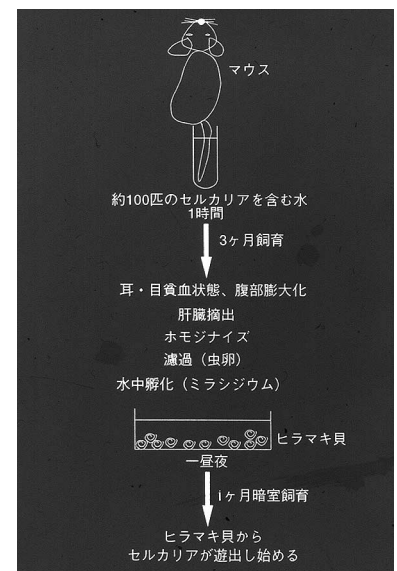 マウス
約100匹のセルカリアを含む水
1時間
3ヶ月飼育
耳・目貧血状態、腹部膨大化
肝臓摘出
ホモジナイズ
濾過（虫卵）
水中孵化（ミラシジウム）
ヒラマキ貝
一昼夜
1ヶ月暗室飼育
ヒラマキ貝から
セルカリアが遊出し始める